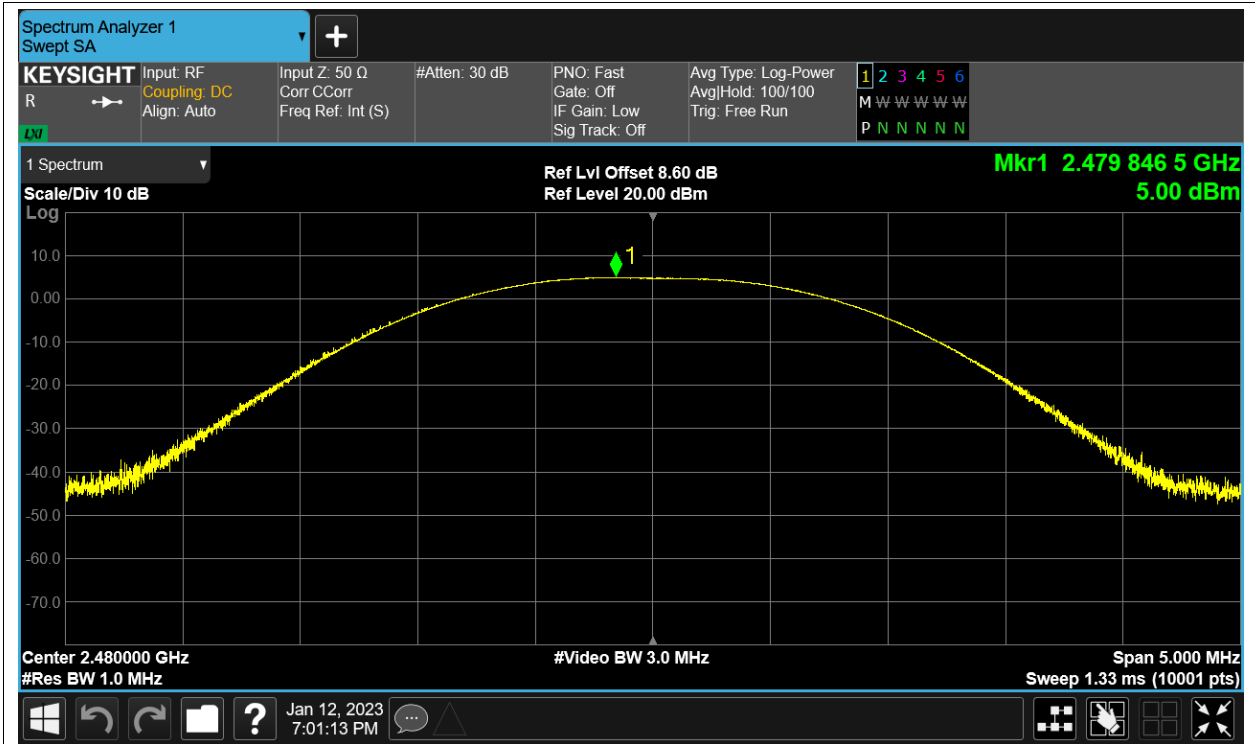 Spectrum Analyzer 1
Swept SA
KEYSIGHT
R
LXI
Input: RF
Coupling: DC
Align: Auto
Input Z: 50 Ω
Corr CCorr
Freq Ref: Int (S)
#Atten: 30 dB
PNO: Fast
Gate: Off
IF Gain: Low
Sig Track: Off
Avg Type: Log-Power
Avg|Hold: 100/100
Trig: Free Run
1 2 3 4 5 6
M W W W W W
P N N N N N
1 Spectrum
Scale/Div 10 dB
Log
Ref Lvl Offset 8.60 dB
Ref Level 20.00 dBm
Mkr1 2.479 846 5 GHz
5.00 dBm
1
10.0
0.00
-10.0
-20.0
-30.0
-40.0
-50.0
-60.0
-70.0
Center 2.480000 GHz
#Res BW 1.0 MHz
#Video BW 3.0 MHz
Span 5.000 MHz
Sweep 1.33 ms (10001 pts)
?
Jan 12, 2023
7:01:13 PM